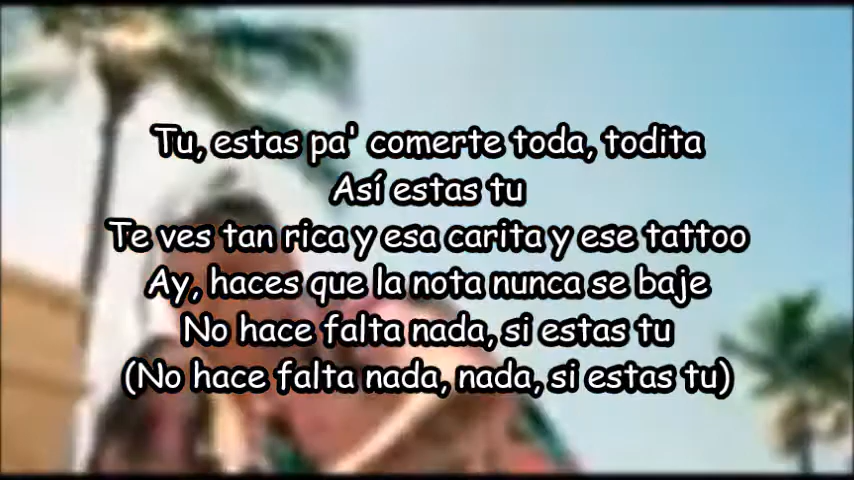 Tu, estas pa' comerte toda, todita
Así estas tu
Te ves tan rica y esa carita y ese tattoo
Ay, haces que la nota nunca se baje
No hace falta nada, si estas tu
(No hace falta nada, nada, si estas tu)